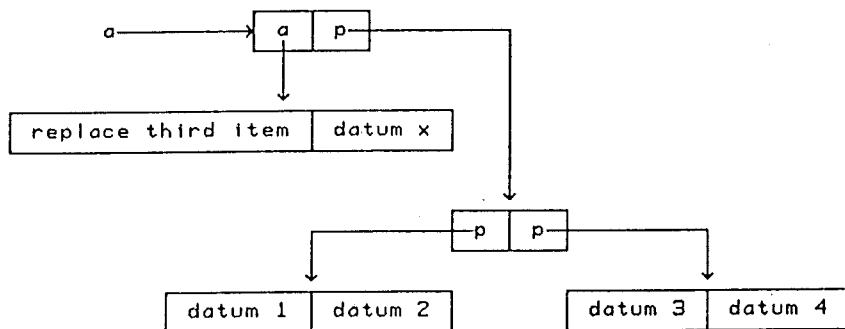 a a p
replace third item datum x
p p
datum 1 datum 2 datum 3 datum 4